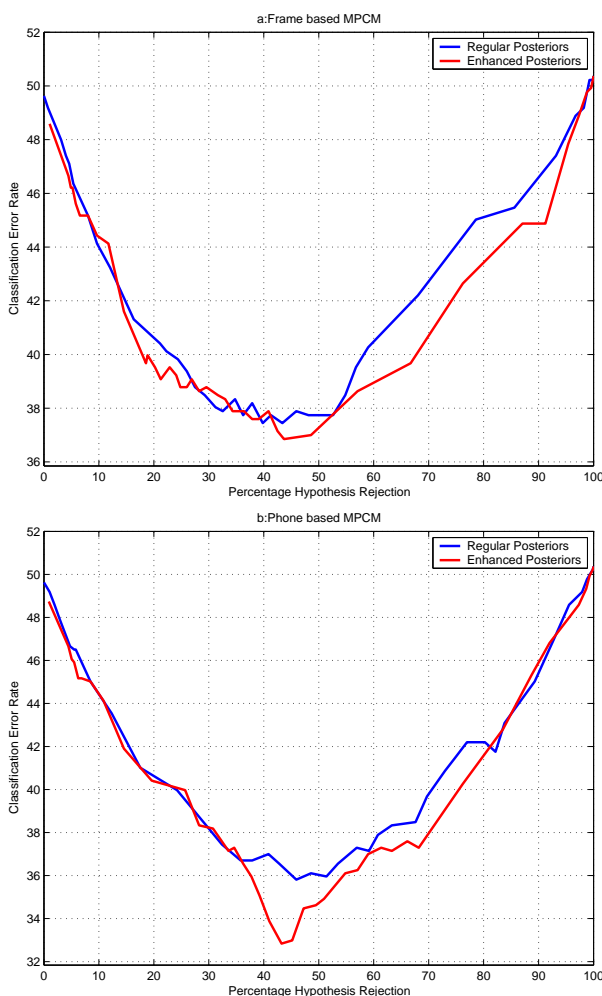 a:Frame based MPCM
52
50
48
46
44
42
40
38
36
Classification Error Rate
Regular Posteriors
Enhanced Posteriors
0 10 20 30 40 50 60 70 80 90 100
Percentage Hypothesis Rejection
b:Phone based MPCM
52
50
48
46
44
42
40
38
36
34
32
Classification Error Rate
Regular Posteriors
Enhanced Posteriors
0 10 20 30 40 50 60 70 80 90 100
Percentage Hypothesis Rejection